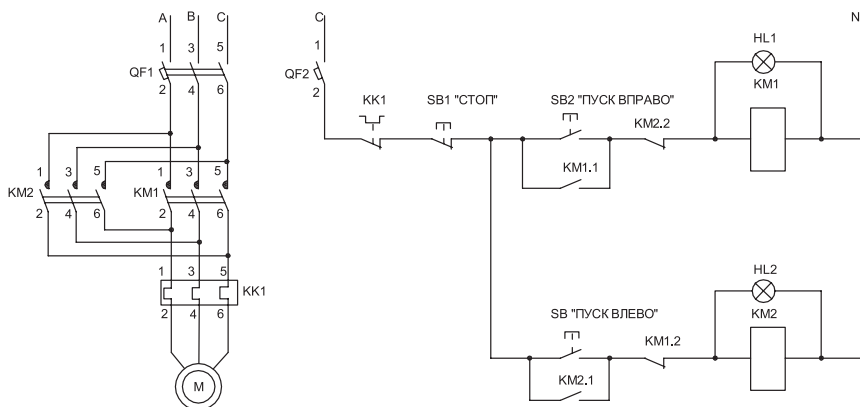 A B C C N
1 3 5 1 HL1
QF1 QF2 KM1
2 4 6 2
KK1 SB1 "СТОП" SB2 "ПУСК ВПРАВО" KM2.2
1 3 5 1 3 5
KM2 KM1 KM1.1
2 4 6 2 4 6
1 3 5 HL2
KK1 KM2
2 4 6 SB "ПУСК ВЛЕВО" KM1.2
M KM2.1